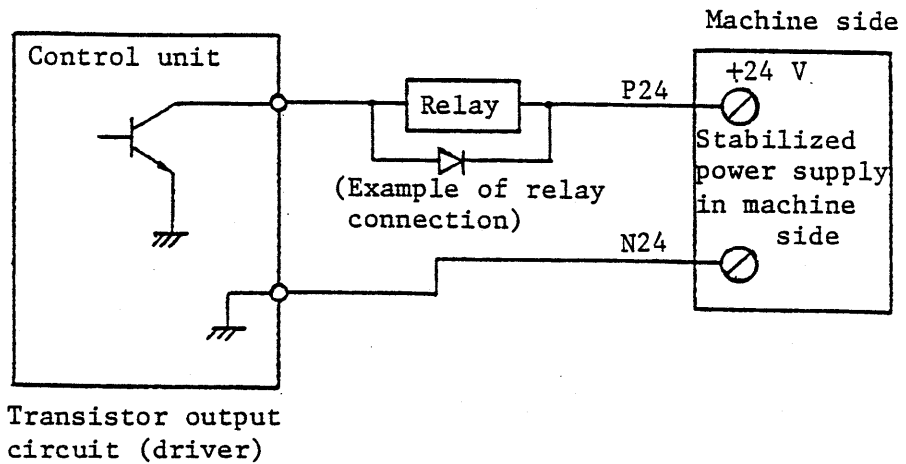 Machine side
Control unit
+24 V
P24
Relay
Stabilized
power supply
in machine
side
(Example of relay
connection)
N24
Transistor output
circuit (driver)